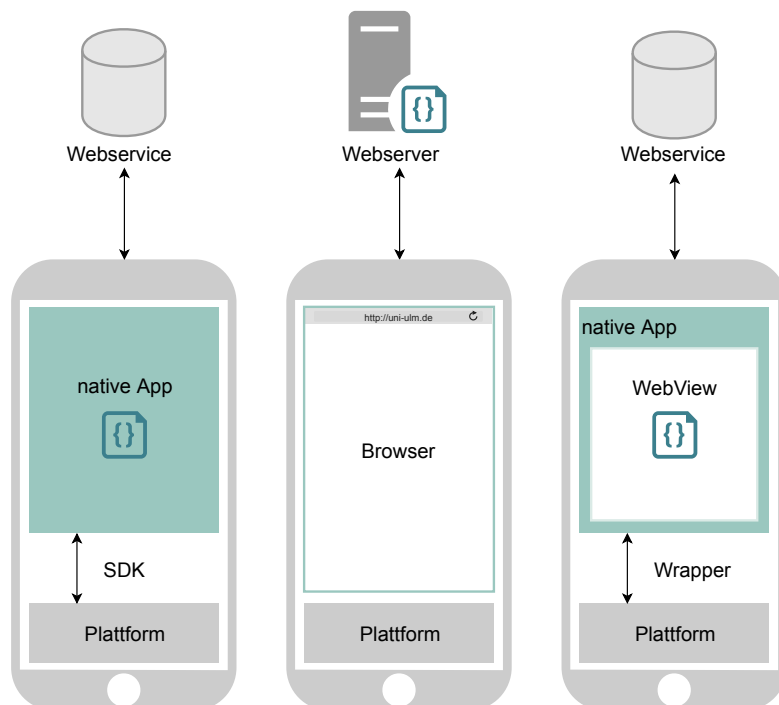 Webservice
Webserver
Webservice
{}
native App
{}
SDK
Plattform
http://uni-ulm.de
Browser
Plattform
native App
WebView
{}
Wrapper
Plattform